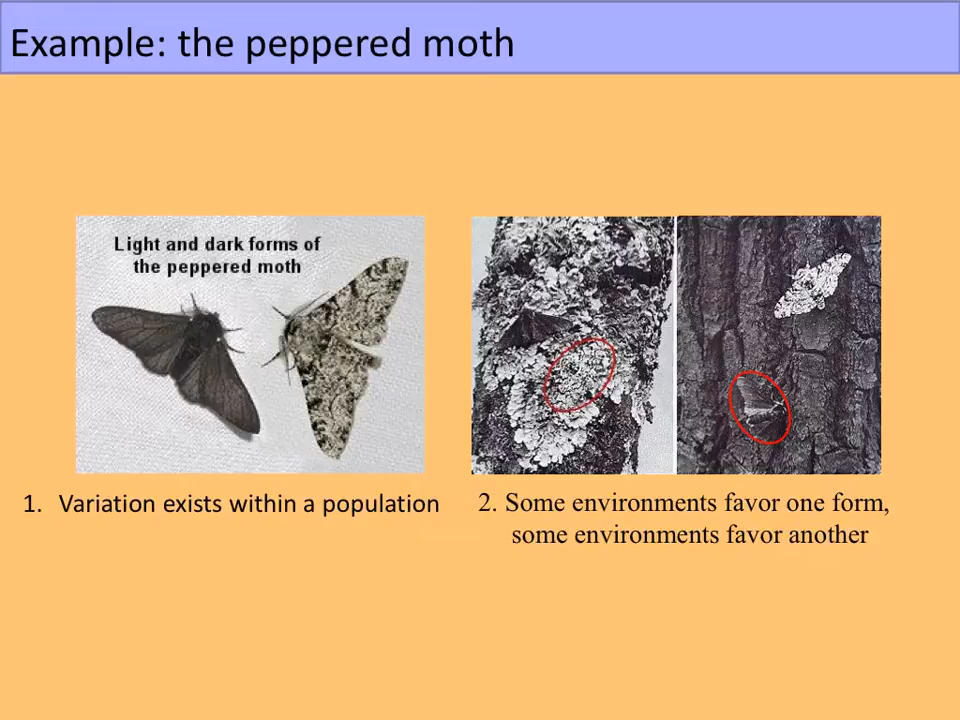 Example: the peppered moth
Light and dark forms of
the peppered moth
1. Variation exists within a population
2. Some environments favor one form,
some environments favor another